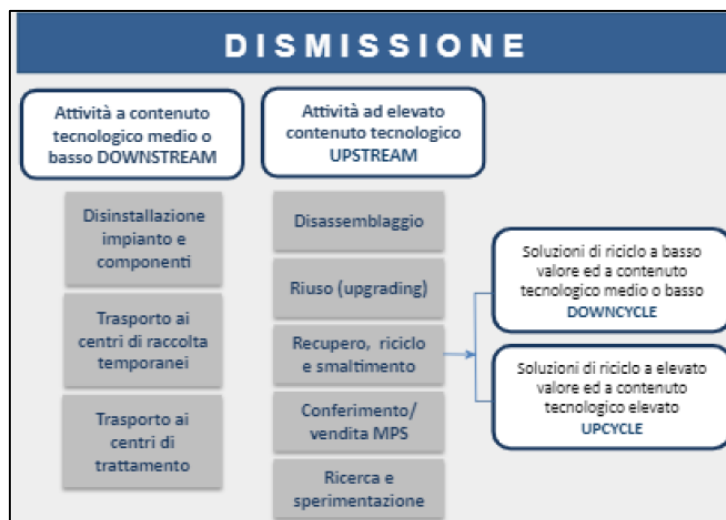 DISMISSIONE
Attività a contenuto
tecnologico medio o
basso DOWNSTREAM
Disinstallazione
impianto e
componenti
Trasporto ai
centri di raccolta
temporanei
Trasporto ai
centri di
trattamento
Attività ad elevato
contenuto tecnologico
UPSTREAM
Disassemblaggio
Riuso (upgrading)
Recupero, riciclo
e smaltimento
Conferimento/
vendita MPS
Ricerca e
sperimentazione
Soluzioni di riciclo a basso
valore ed a contenuto
tecnologico medio o basso
DOWNCYCLE
Soluzioni di riciclo a elevato
valore ed a contenuto
tecnologico elevato
UPCYCLE